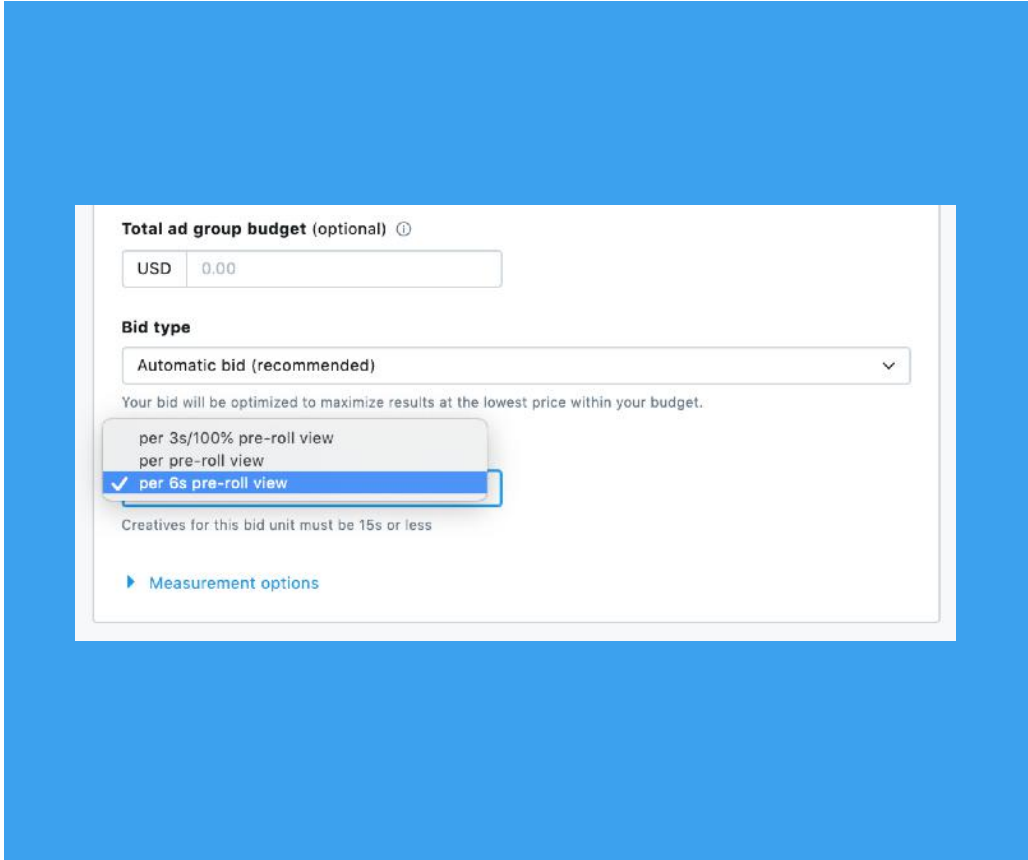 Total ad group budget (optional)
USD 0.00
Bid type
Automatic bid (recommended)
Your bid will be optimized to maximize results at the lowest price within your budget.
per 3s/100% pre-roll view
per pre-roll view
per 6s pre-roll view
Creatives for this bid unit must be 15s or less
Measurement options